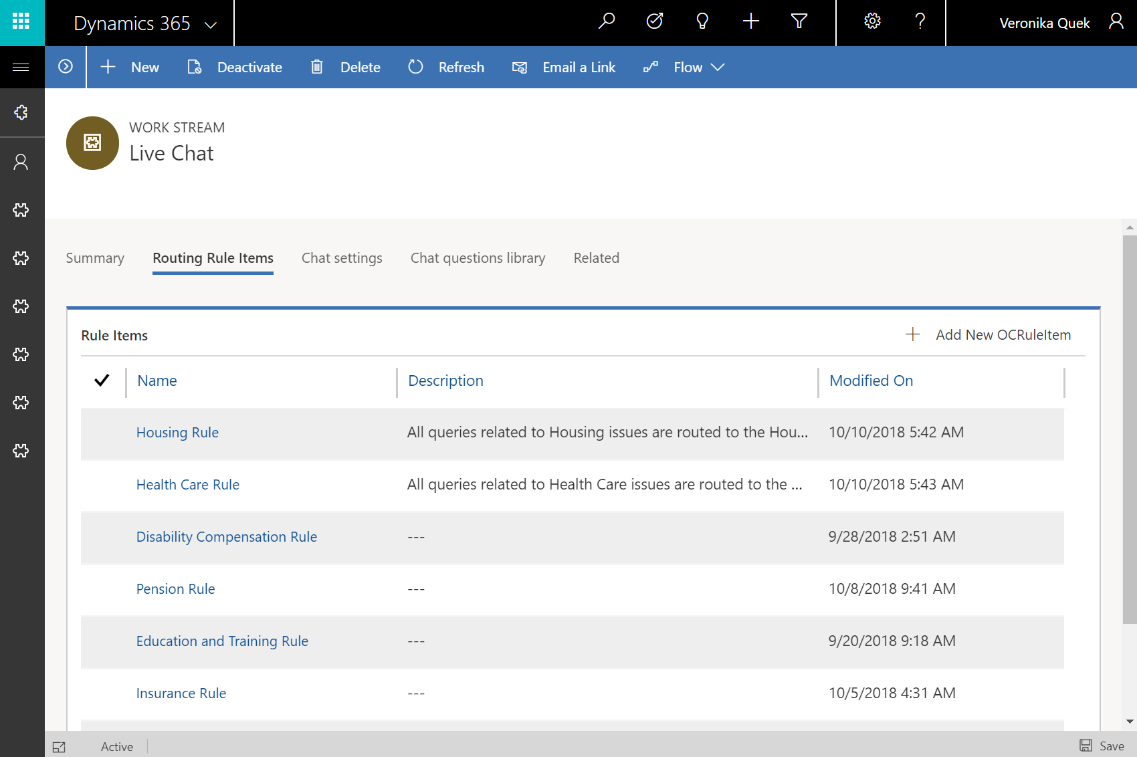 Dynamics 365
Veronika Quek
New Deactivate Delete Refresh Email a Link Flow
WORK STREAM
Live Chat
Summary Routing Rule Items Chat settings Chat questions library Related
Rule Items
Add New OCRuleItem
Name Description Modified On
Housing Rule All queries related to Housing issues are routed to the Hou... 10/10/2018 5:42 AM
Health Care Rule All queries related to Health Care issues are routed to the ... 10/10/2018 5:43 AM
Disability Compensation Rule --- 9/28/2018 2:51 AM
Pension Rule --- 10/8/2018 9:41 AM
Education and Training Rule --- 9/20/2018 9:18 AM
Insurance Rule --- 10/5/2018 4:31 AM
Active
Save